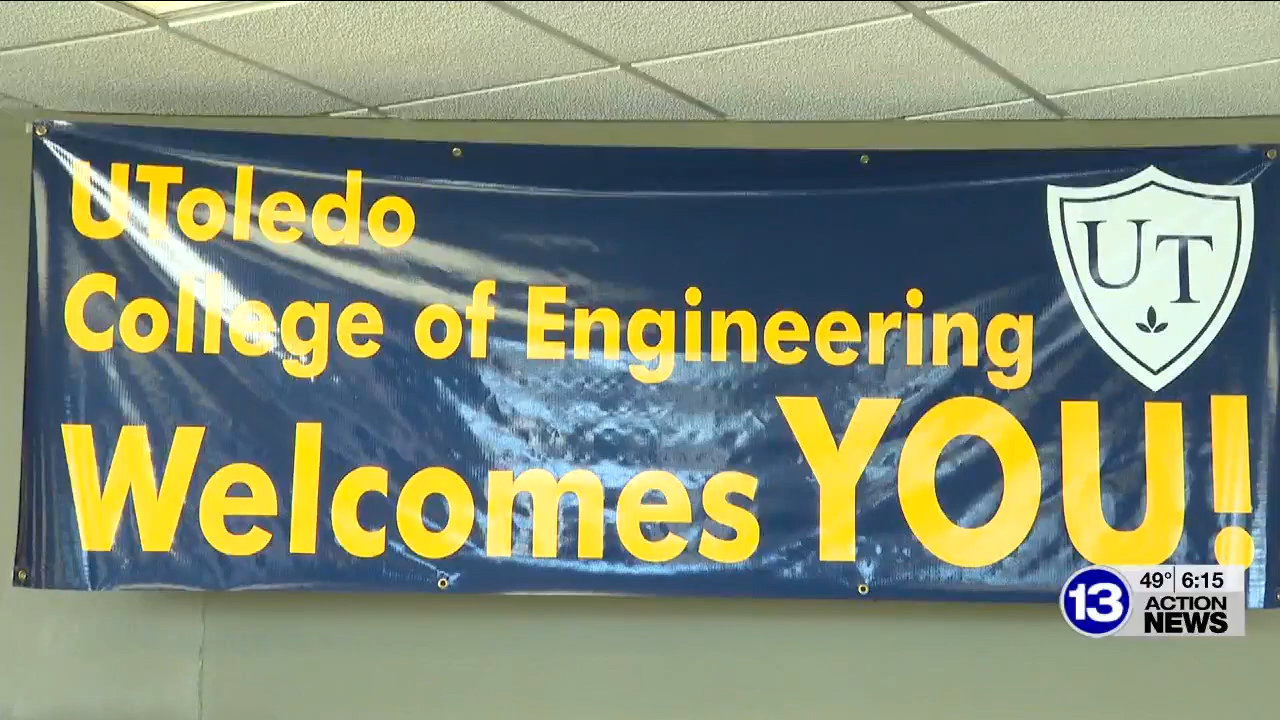 UToledo
College of Engineering
UT
Welcomes YOU!
13
49° 6:15
ACTION
NEWS